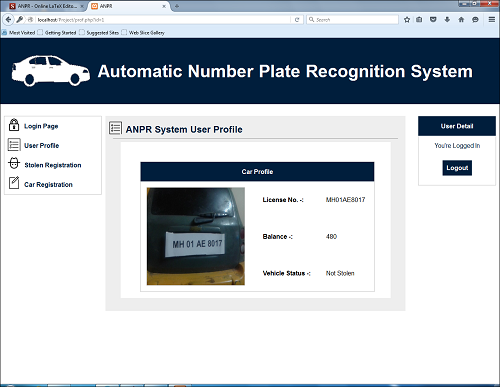 ANPR - Online LaTeX Edito...
ANPR
localhost/Project/prof.php?id=1
Search
Most Visited
Getting Started
Suggested Sites
Web Slice Gallery
Automatic Number Plate Recognition System
Login Page
User Profile
Stolen Registration
Car Registration
ANPR System User Profile
Car Profile
MH 01 AE 8017
License No. -: MH01AE8017
Balance -: 480
Vehicle Status -: Not Stolen
User Detail
You're Logged In
Logout